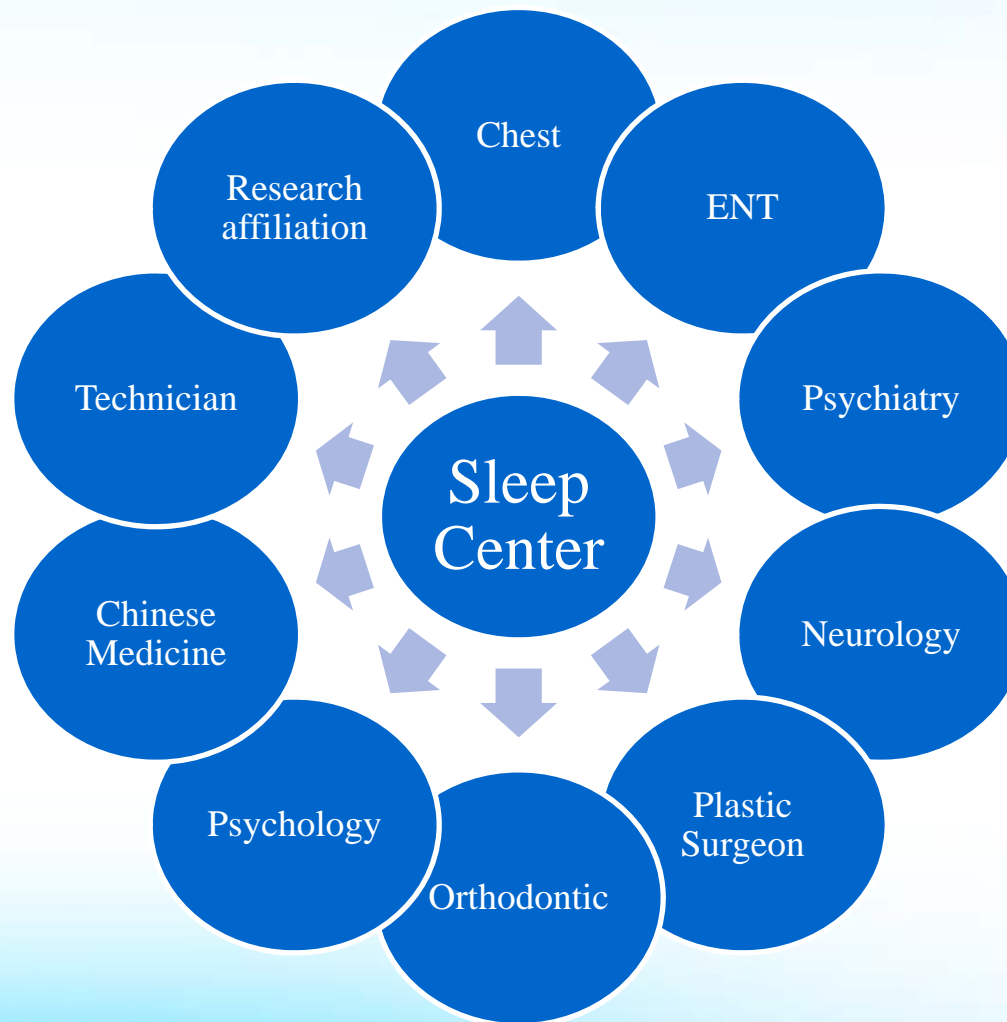 Chest
ENT
Psychiatry
Neurology
Plastic
Surgeon
Orthodontic
Psychology
Chinese
Medicine
Technician
Research
affiliation
Sleep
Center